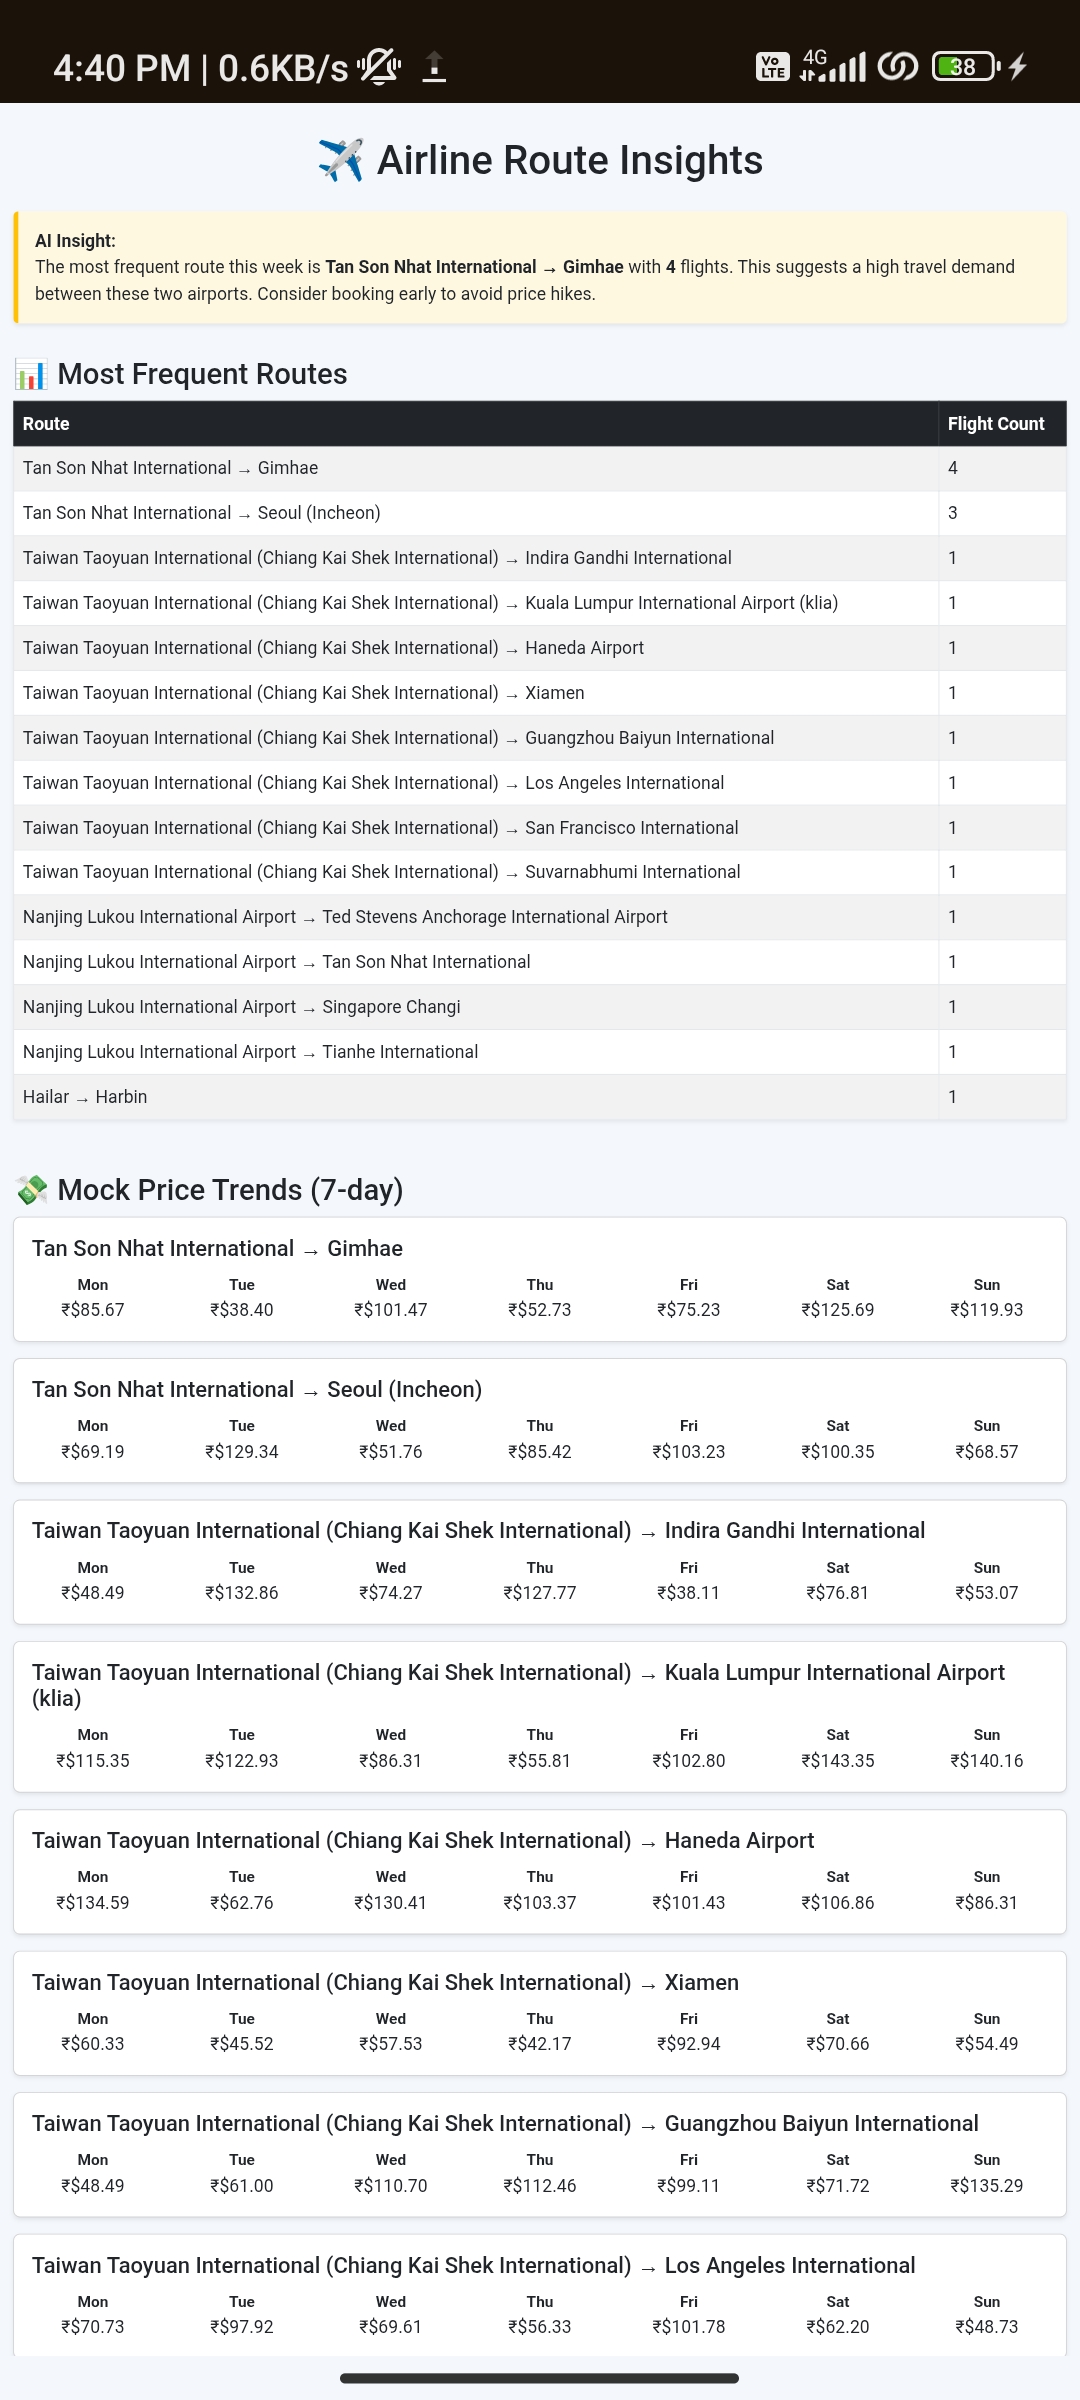 4:40 PM | 0.6KB/s
Vo LTE 4G 38
✈️ Airline Route Insights
AI Insight:
The most frequent route this week is Tan Son Nhat International → Gimhae with 4 flights. This suggests a high travel demand
between these two airports. Consider booking early to avoid price hikes.
📊 Most Frequent Routes
Route Flight Count
Tan Son Nhat International → Gimhae 4
Tan Son Nhat International → Seoul (Incheon) 3
Taiwan Taoyuan International (Chiang Kai Shek International) → Indira Gandhi International 1
Taiwan Taoyuan International (Chiang Kai Shek International) → Kuala Lumpur International Airport (klia) 1
Taiwan Taoyuan International (Chiang Kai Shek International) → Haneda Airport 1
Taiwan Taoyuan International (Chiang Kai Shek International) → Xiamen 1
Taiwan Taoyuan International (Chiang Kai Shek International) → Guangzhou Baiyun International 1
Taiwan Taoyuan International (Chiang Kai Shek International) → Los Angeles International 1
Taiwan Taoyuan International (Chiang Kai Shek International) → San Francisco International 1
Taiwan Taoyuan International (Chiang Kai Shek International) → Suvarnabhumi International 1
Nanjing Lukou International Airport → Ted Stevens Anchorage International Airport 1
Nanjing Lukou International Airport → Tan Son Nhat International 1
Nanjing Lukou International Airport → Singapore Changi 1
Nanjing Lukou International Airport → Tianhe International 1
Hailar → Harbin 1
💸 Mock Price Trends (7-day)
Tan Son Nhat International → Gimhae
Mon Tue Wed Thu Fri Sat Sun
₹$85.67 ₹$38.40 ₹$101.47 ₹$52.73 ₹$75.23 ₹$125.69 ₹$119.93
Tan Son Nhat International → Seoul (Incheon)
Mon Tue Wed Thu Fri Sat Sun
₹$69.19 ₹$129.34 ₹$51.76 ₹$85.42 ₹$103.23 ₹$100.35 ₹$68.57
Taiwan Taoyuan International (Chiang Kai Shek International) → Indira Gandhi International
Mon Tue Wed Thu Fri Sat Sun
₹$48.49 ₹$132.86 ₹$74.27 ₹$127.77 ₹$38.11 ₹$76.81 ₹$53.07
Taiwan Taoyuan International (Chiang Kai Shek International) → Kuala Lumpur International Airport
(klia)
Mon Tue Wed Thu Fri Sat Sun
₹$115.35 ₹$122.93 ₹$86.31 ₹$55.81 ₹$102.80 ₹$143.35 ₹$140.16
Taiwan Taoyuan International (Chiang Kai Shek International) → Haneda Airport
Mon Tue Wed Thu Fri Sat Sun
₹$134.59 ₹$62.76 ₹$130.41 ₹$103.37 ₹$101.43 ₹$106.86 ₹$86.31
Taiwan Taoyuan International (Chiang Kai Shek International) → Xiamen
Mon Tue Wed Thu Fri Sat Sun
₹$60.33 ₹$45.52 ₹$57.53 ₹$42.17 ₹$92.94 ₹$70.66 ₹$54.49
Taiwan Taoyuan International (Chiang Kai Shek International) → Guangzhou Baiyun International
Mon Tue Wed Thu Fri Sat Sun
₹$48.49 ₹$61.00 ₹$110.70 ₹$112.46 ₹$99.11 ₹$71.72 ₹$135.29
Taiwan Taoyuan International (Chiang Kai Shek International) → Los Angeles International
Mon Tue Wed Thu Fri Sat Sun
₹$70.73 ₹$97.92 ₹$69.61 ₹$56.33 ₹$101.78 ₹$62.20 ₹$48.73